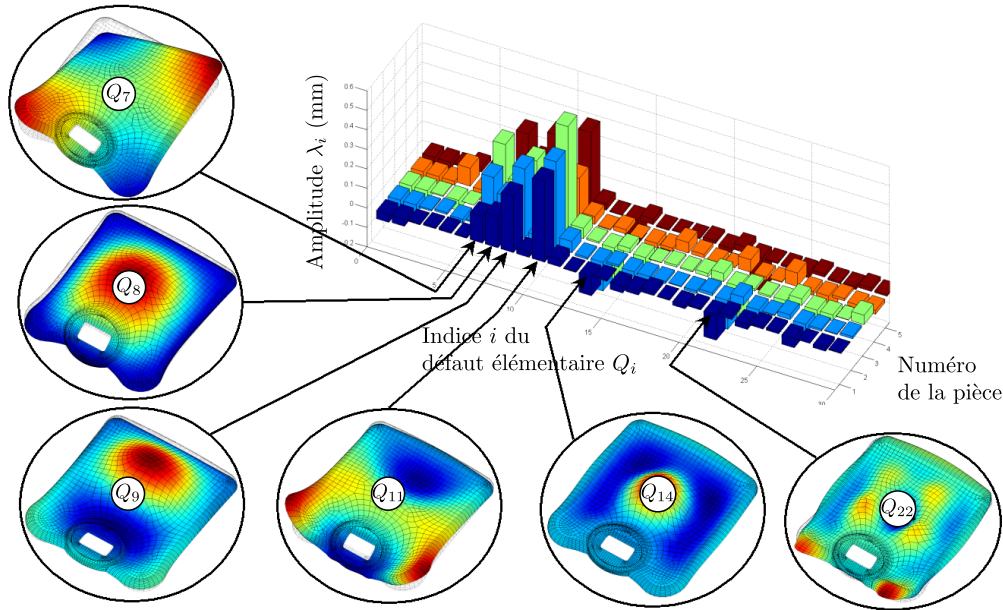 Q7
Q8
Q9
Q11
Q14
Q22
Amplitude λi (mm)
0.6
0.5
0.4
0.3
0.2
0.1
0
-0.1
-0.2
0
5
10
15
20
25
30
Indice i du
défaut élémentaire Qi
5
4
3
2
1
Numéro
de la pièce